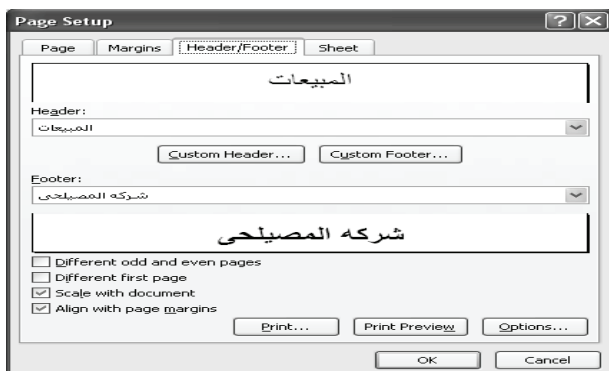 Page Setup
Page Margins Header/Footer Sheet
المبيعات
Header:
المبيعات
Custom Header... Custom Footer...
Footer:
شركه المصيلحى
شركه المصيلحى
Different odd and even pages
Different first page
Scale with document
Align with page margins
Print... Print Preview Options...
OK Cancel